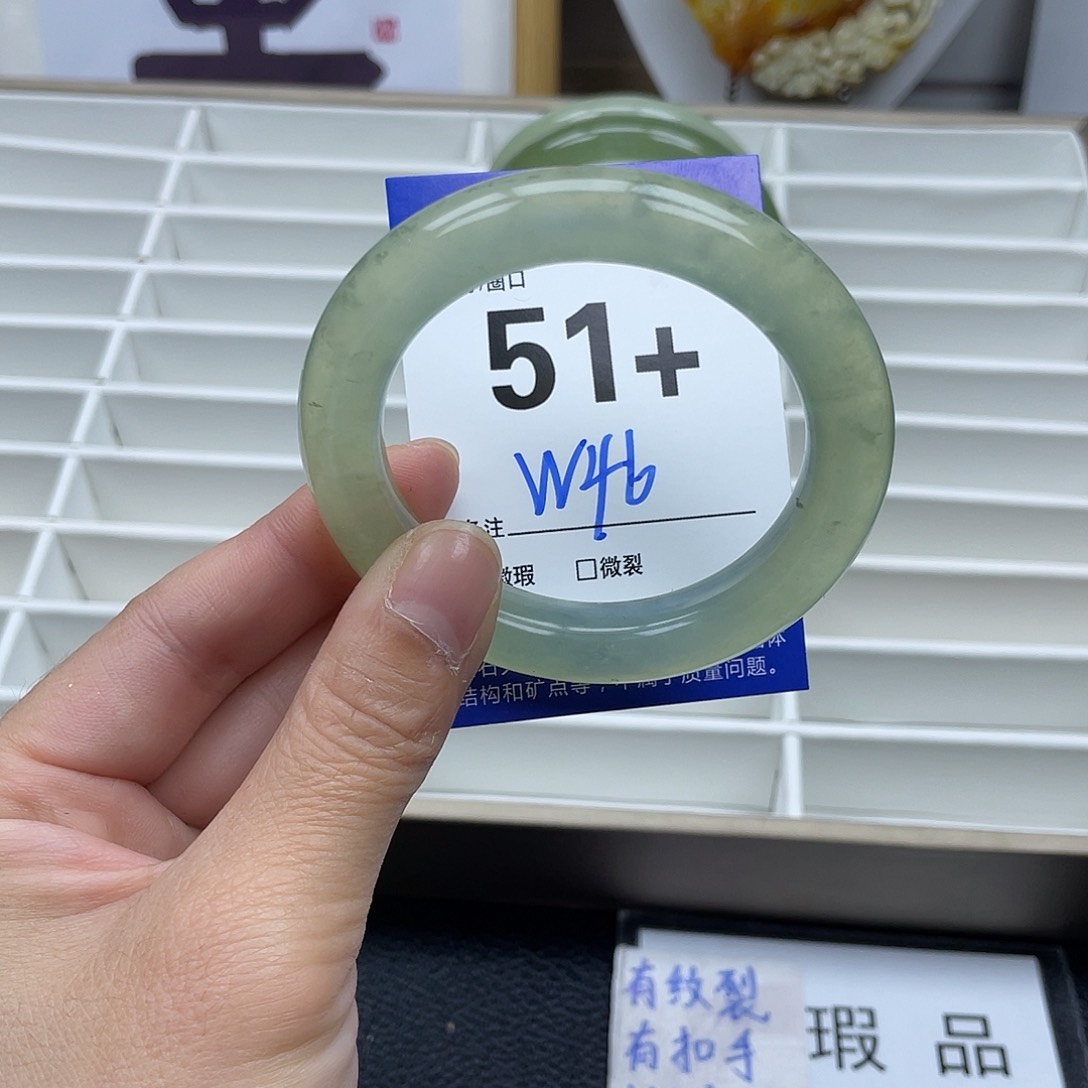 圈口
51+
W46
备注
微瑕 □微裂
结构和矿点等，不属于质量问题。
有纹裂
有扣手
瑕 品